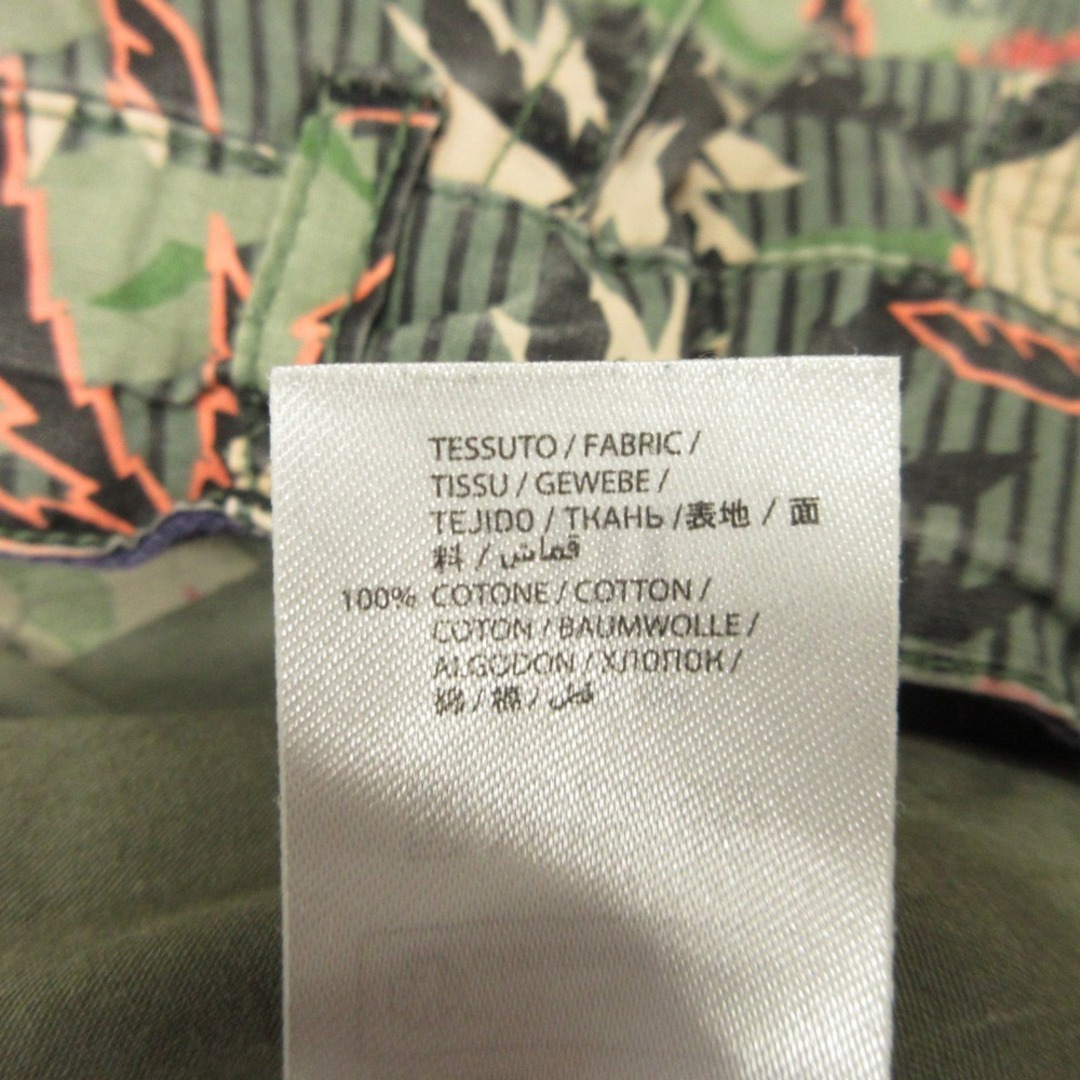 TESSUTO / FABRIC /
TISSU / GEWEBE /
TEJIDO / ТКАНЬ /表地 / 面
料 / قماش
100% COTONE / COTTON /
COTON / BAUMWOLLE /
ALGODON / ХЛОПОК /
綿 / 棉 / قطن